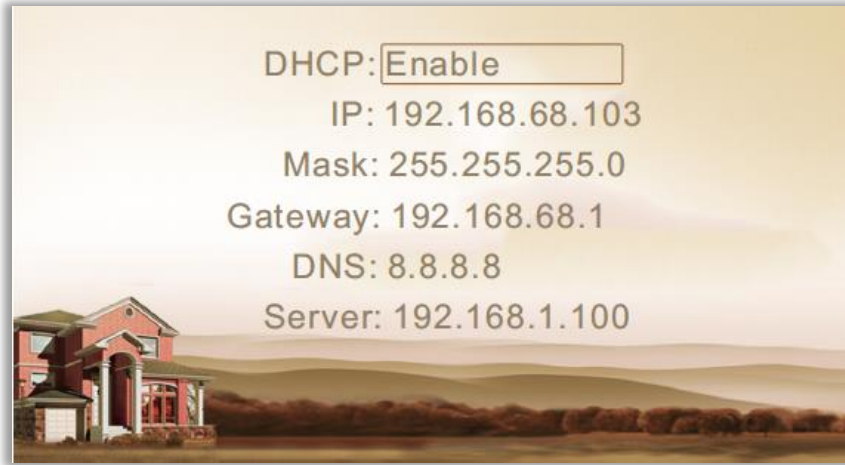 DHCP: Enable
IP: 192.168.68.103
Mask: 255.255.255.0
Gateway: 192.168.68.1
DNS: 8.8.8.8
Server: 192.168.1.100